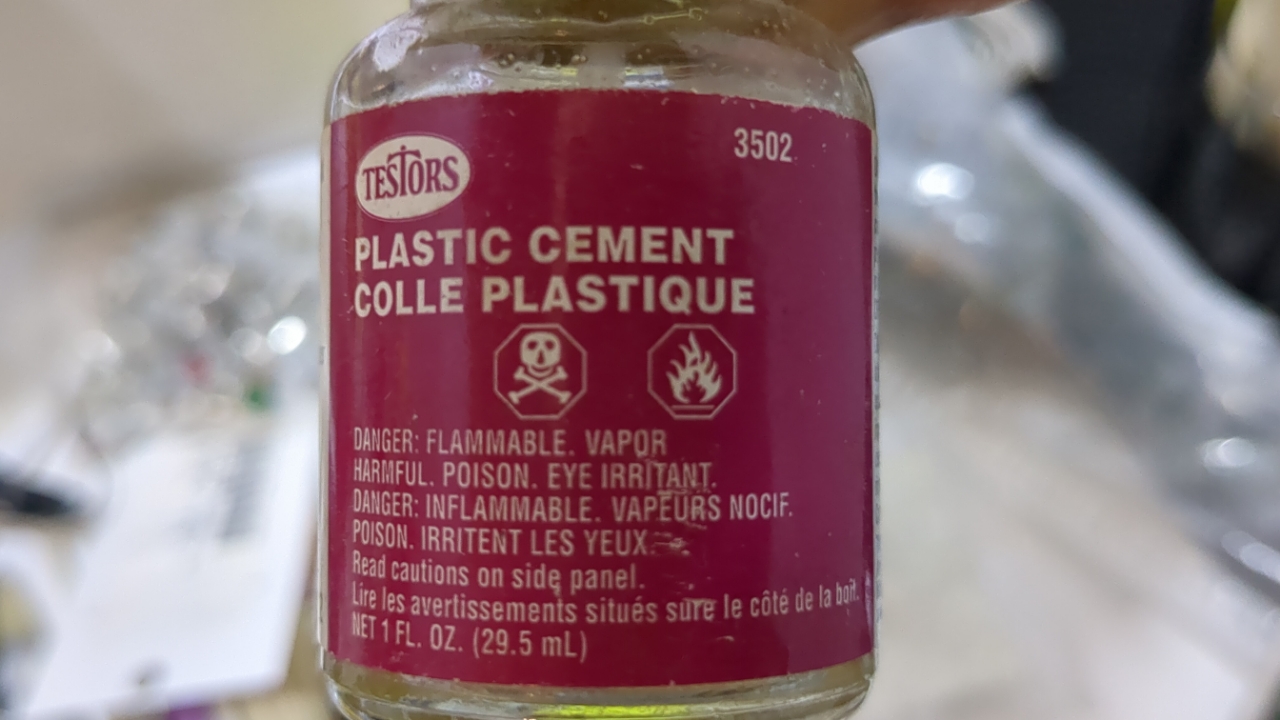 TESTORS
3502
PLASTIC CEMENT
COLLE PLASTIQUE
DANGER: FLAMMABLE. VAPOR
HARMFUL. POISON. EYE IRRITANT.
DANGER: INFLAMMABLE. VAPEURS NOCIF.
POISON. IRRITENT LES YEUX.
Read cautions on side panel.
Lire les avertissements situés sure le côté de la boit.
NET 1 FL. OZ. (29.5 mL)